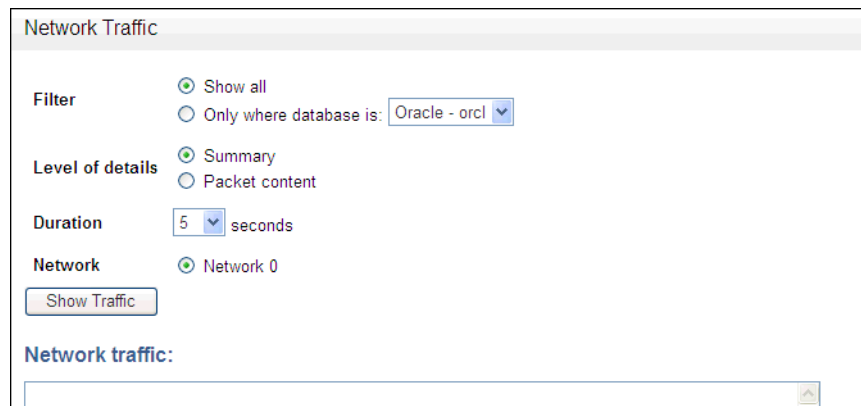 Network Traffic
Filter
Show all
Only where database is: Oracle - orcl
Level of details
Summary
Packet content
Duration
5 seconds
Network
Network 0
Show Traffic
Network traffic: